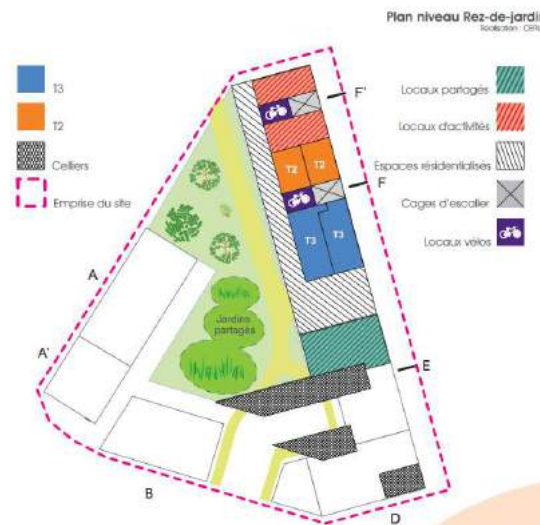 Plan niveau Rez-de-jardin
T3
T2
Celliers
Emprise du site
Locaux partagés
Locaux d'activités
Espaces résidentialisés
Cages d'escalier
Locaux vélos
F'
T2
T2
F
T3
T3
A
Jardins
partagés
A'
E
B
D